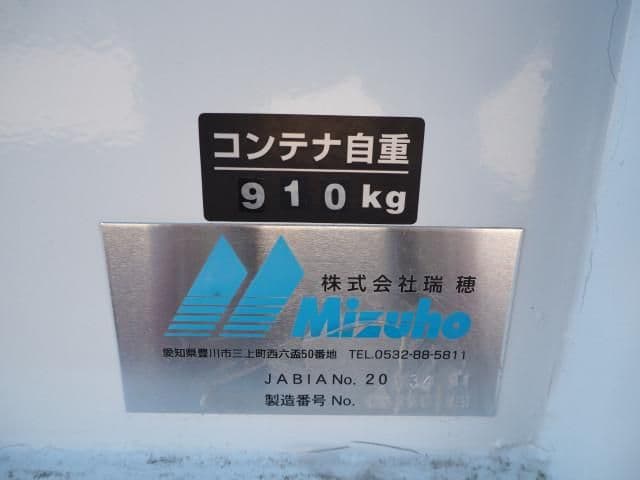 コンテナ自重
910kg
株式会社瑞穂
Mizuho
愛知県豊川市三上町西六盃50番地 TEL.0532-88-5811
JABIA No. 20
製造番号 No.